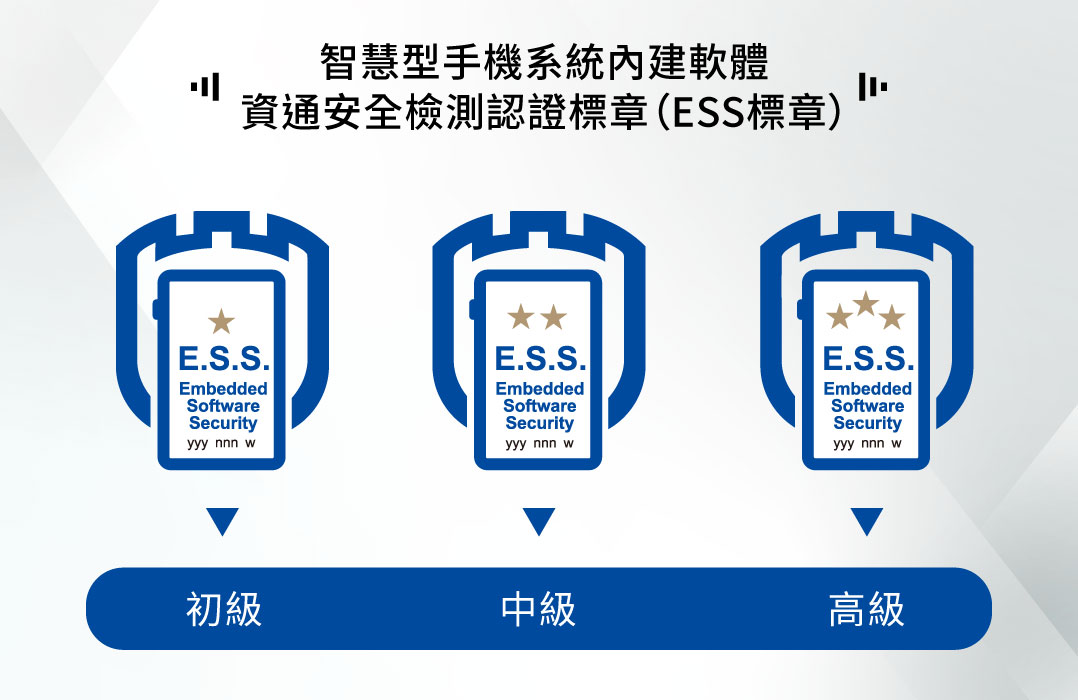 智慧型手機系統內建軟體
資通安全檢測認證標章(ESS標章)
E.S.S.
Embedded
Software
Security
yyy nnn w
E.S.S.
Embedded
Software
Security
yyy nnn w
E.S.S.
Embedded
Software
Security
yyy nnn w
初級
中級
高級